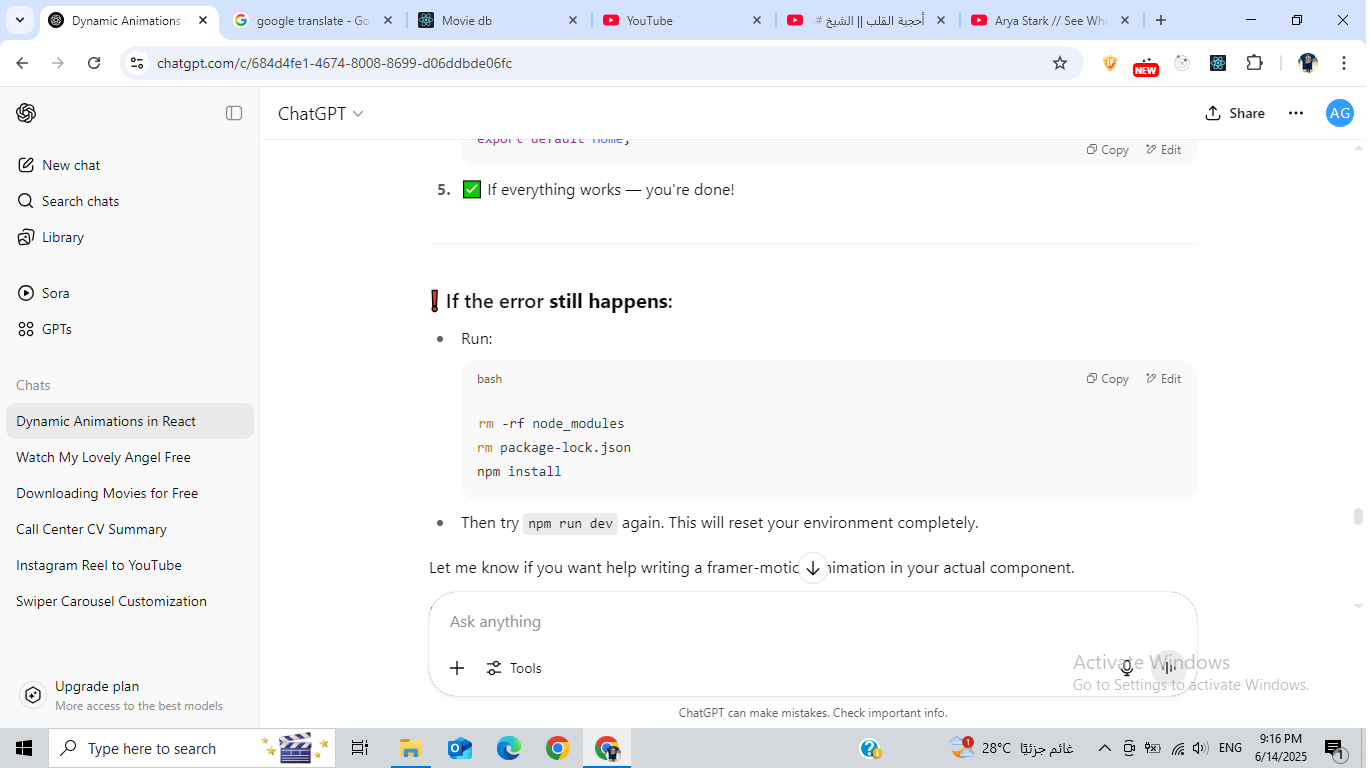 Dynamic Animations
google translate - Go
Movie db
YouTube
أحجبة القلب || الشيخ #
Arya Stark // See Wha
chatgpt.com/c/684d4fe1-4674-8008-8699-d06ddbde06fc
NEW
ChatGPT
Share
AG
New chat
Search chats
Library
Sora
GPTs
Chats
Dynamic Animations in React
Watch My Lovely Angel Free
Downloading Movies for Free
Call Center CV Summary
Instagram Reel to YouTube
Swiper Carousel Customization
Upgrade plan
More access to the best models
export default Home;
Copy
Edit
5. ✅ If everything works — you're done!
❗ If the error still happens:
• Run:
bash
Copy
Edit
rm -rf node_modules
rm package-lock.json
npm install
• Then try npm run dev again. This will reset your environment completely.
Let me know if you want help writing a framer-motion animation in your actual component.
Ask anything
Tools
Activate Windows
Go to Settings to activate Windows.
ChatGPT can make mistakes. Check important info.
Type here to search
1
28°C غائم جزئيًا
ENG
9:16 PM
6/14/2025
1